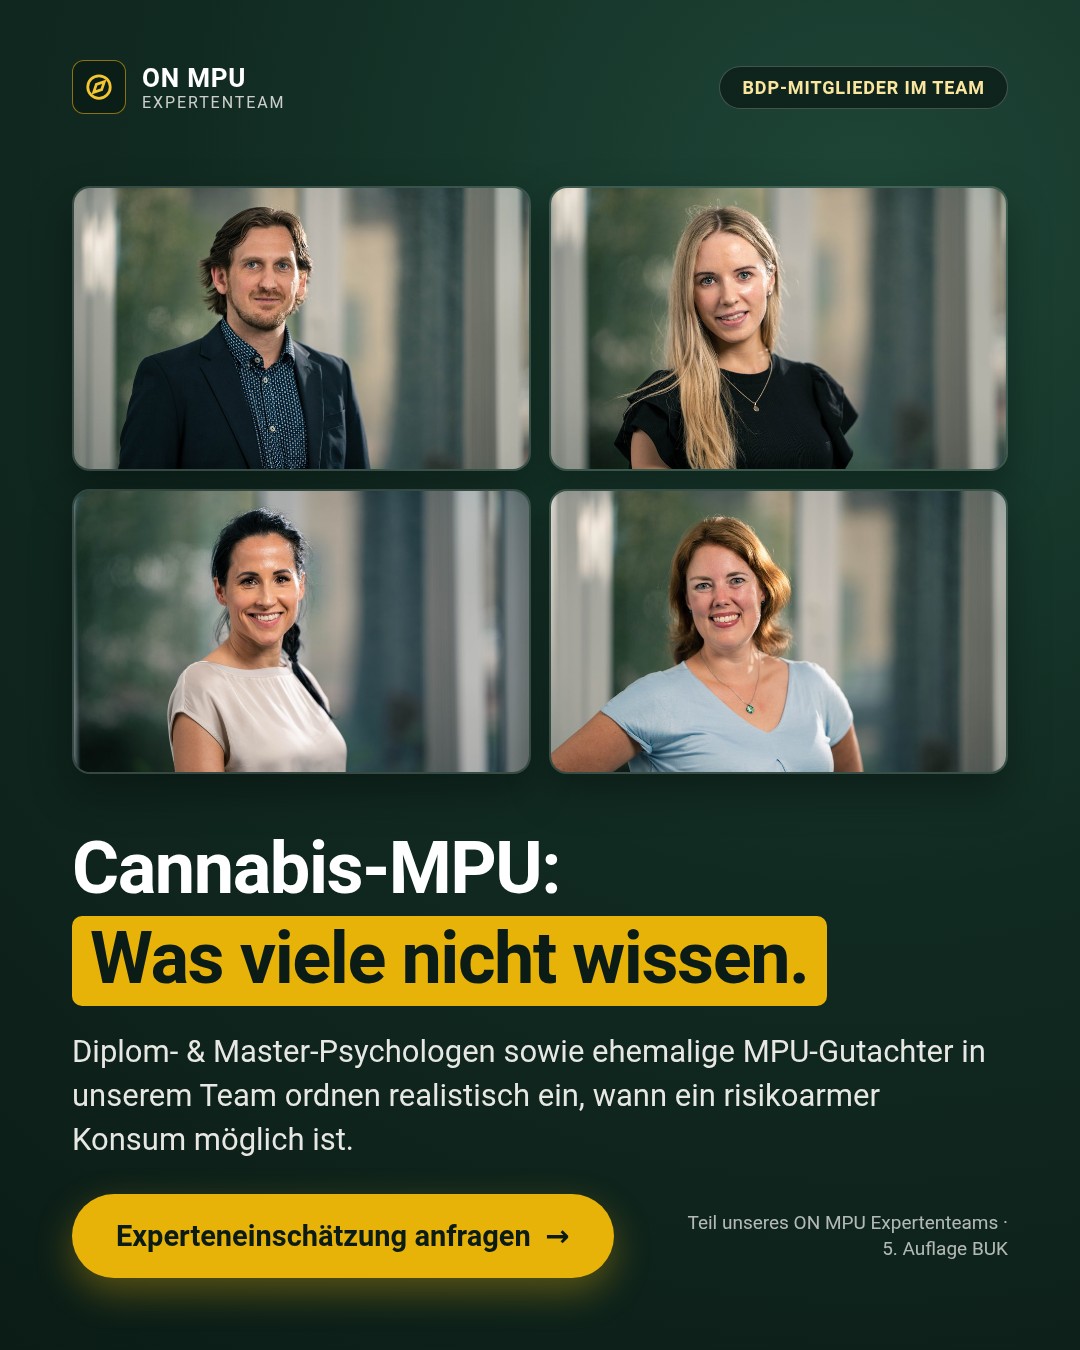 ON MPU
EXPERTENTEAM
BDP-MITGLIEDER IM TEAM
Cannabis-MPU:
Was viele nicht wissen.
Diplom- & Master-Psychologen sowie ehemalige MPU-Gutachter in
unserem Team ordnen realistisch ein, wann ein risikoarmer
Konsum möglich ist.
Experteneinschätzung anfragen →
Teil unseres ON MPU Expertenteams ·
5. Auflage BUK